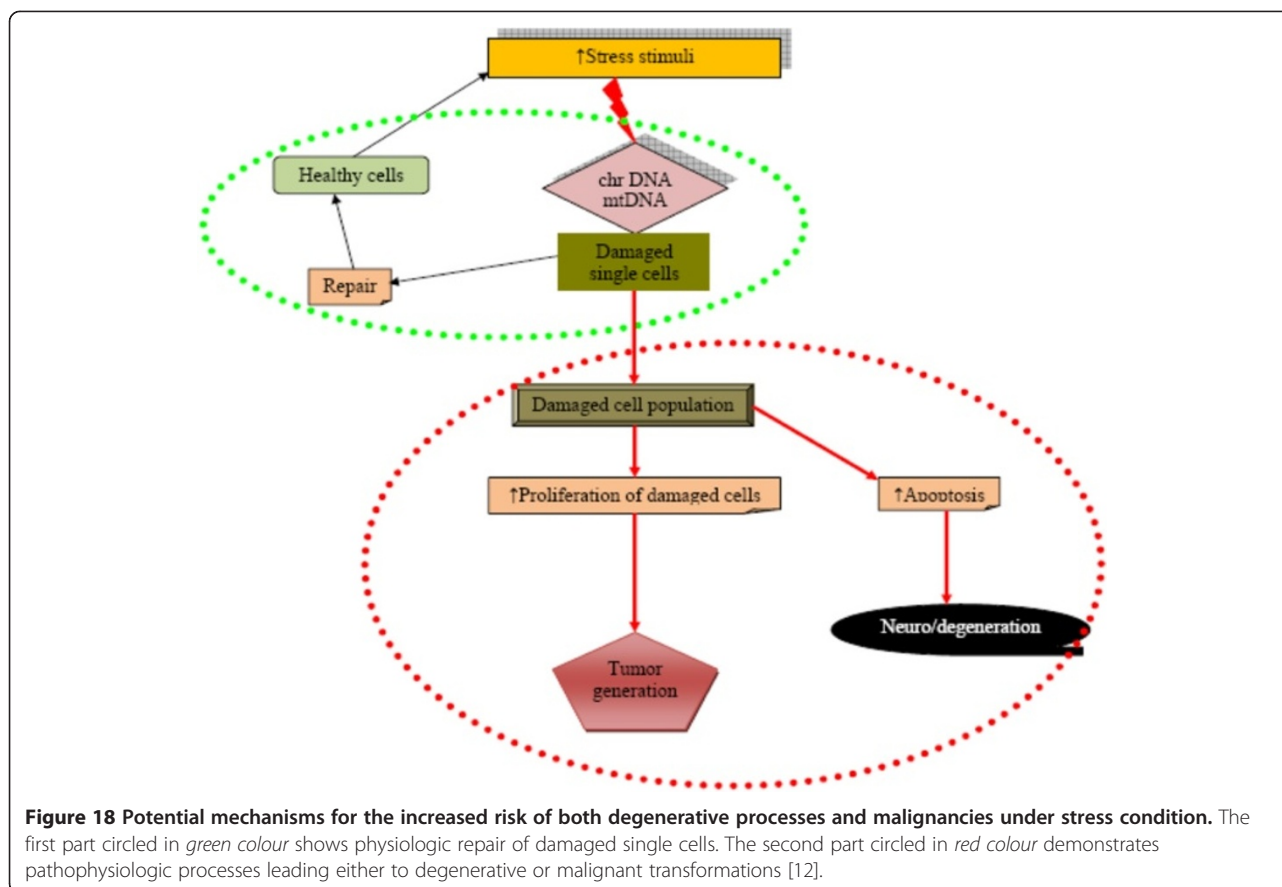 ↑Stress stimuli
chr DNA
mtDNA
Healthy cells
Damaged
single cells
Repair
Damaged cell population
↑Proliferation of damaged cells
↑Apoptosis
Neuro/degeneration
Tumor
generation
Figure 18 Potential mechanisms for the increased risk of both degenerative processes and malignancies under stress condition. The
first part circled in green colour shows physiologic repair of damaged single cells. The second part circled in red colour demonstrates
pathophysiologic processes leading either to degenerative or malignant transformations [12].